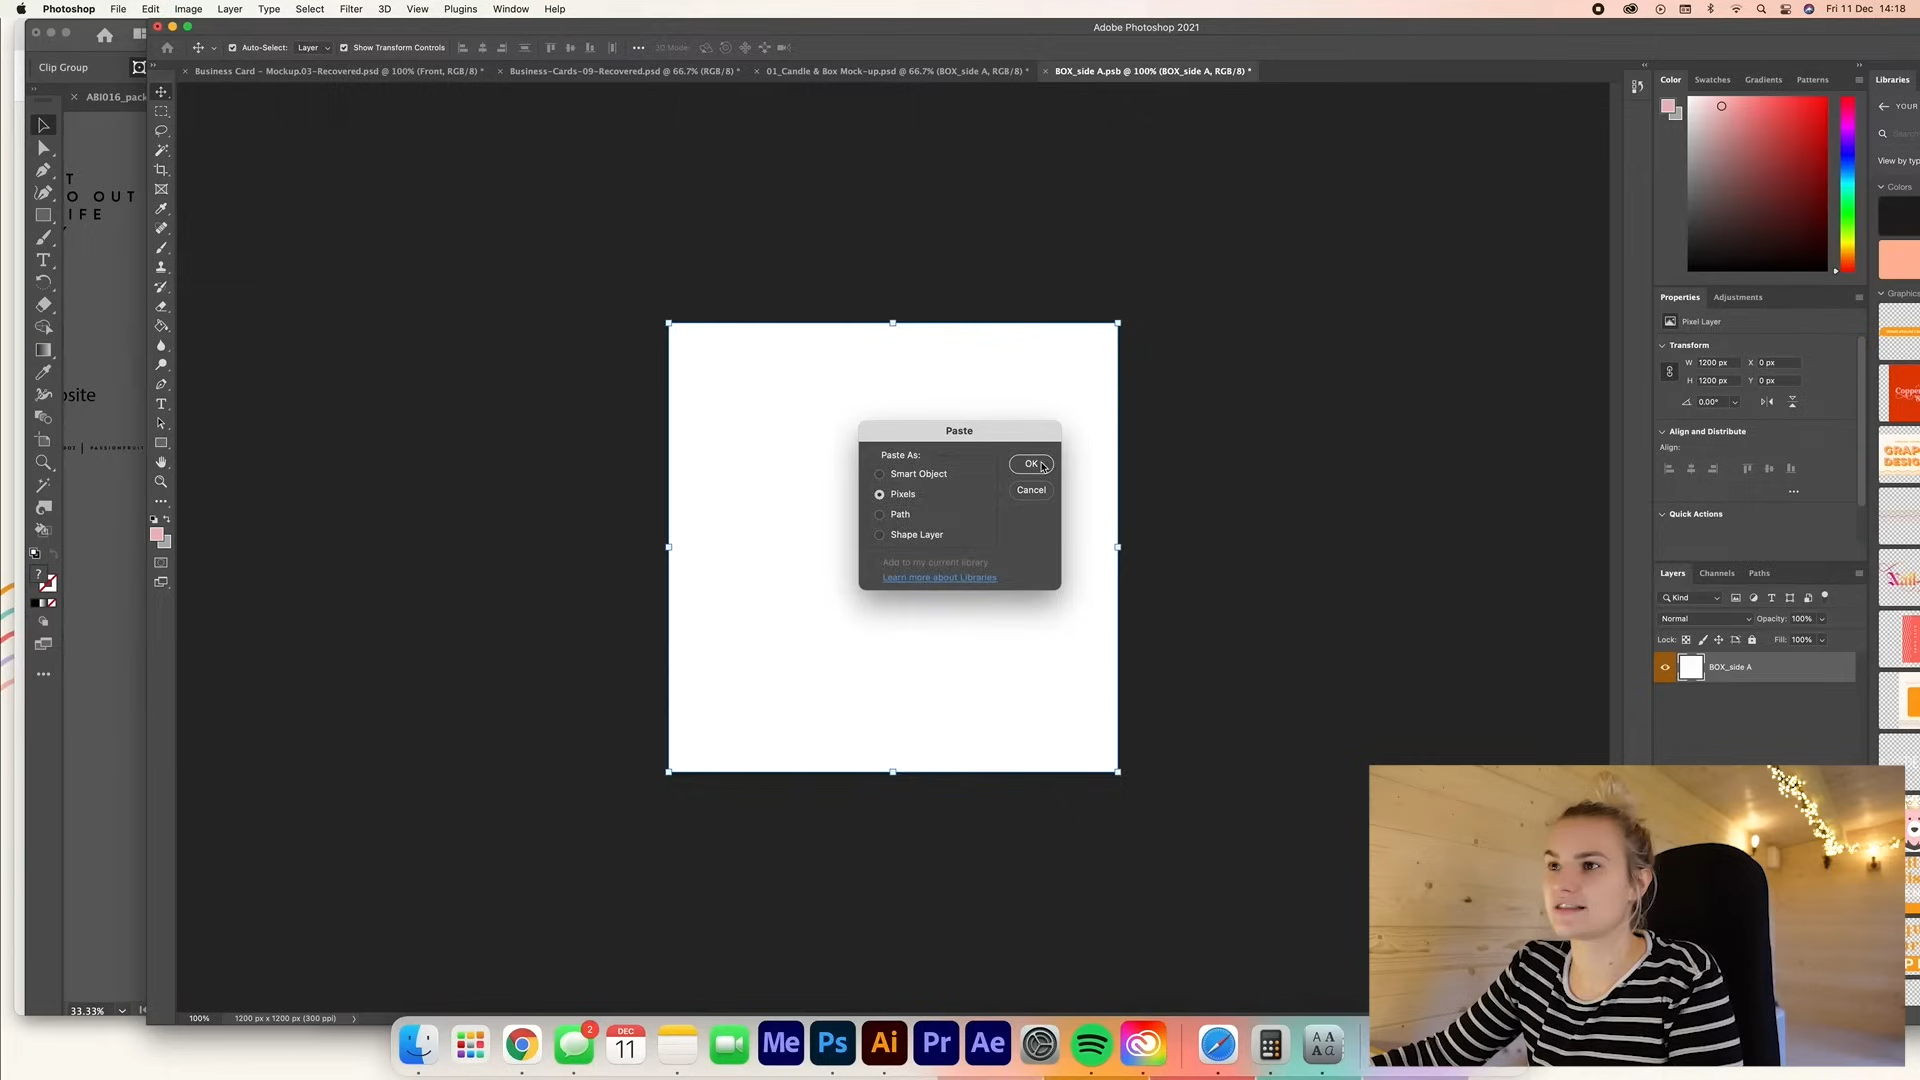 Photoshop File Edit Image Layer Type Select Filter 3D View Plugins Window Help
Fri 11 Dec 14:18
Adobe Photoshop 2021
Auto-Select: Layer Show Transform Controls 3D Mode:
Clip Group
Business Card – Mockup.03-Recovered.psd @ 100% (Front, RGB/8) *
Business-Cards-09-Recovered.psd @ 66.7% (RGB/8) *
01_Candle & Box Mock-up.psd @ 66.7% (BOX_side A, RGB/8) *
BOX_side A.psb @ 100% (BOX_side A, RGB/8) *
ABI016_pack
T
O OUT
IFE
osite
33.33%
Paste
Paste As:
Smart Object
Pixels
Path
Shape Layer
OK
Cancel
Add to my current library
Learn more about Libraries
Color Swatches Gradients Patterns
Properties Adjustments
Pixel Layer
Transform
W 1200 px X 0 px
H 1200 px Y 0 px
0.00°
Align and Distribute
Align:
Quick Actions
Layers Channels Paths
Kind
Normal Opacity: 100%
Lock: Fill: 100%
BOX_side A
Libraries
YOUR
Search
View by typ
Colors
Graphics
100% 1200 px x 1200 px (300 ppi)
2
DEC
11
Me
Ps
Ai
Pr
Ae